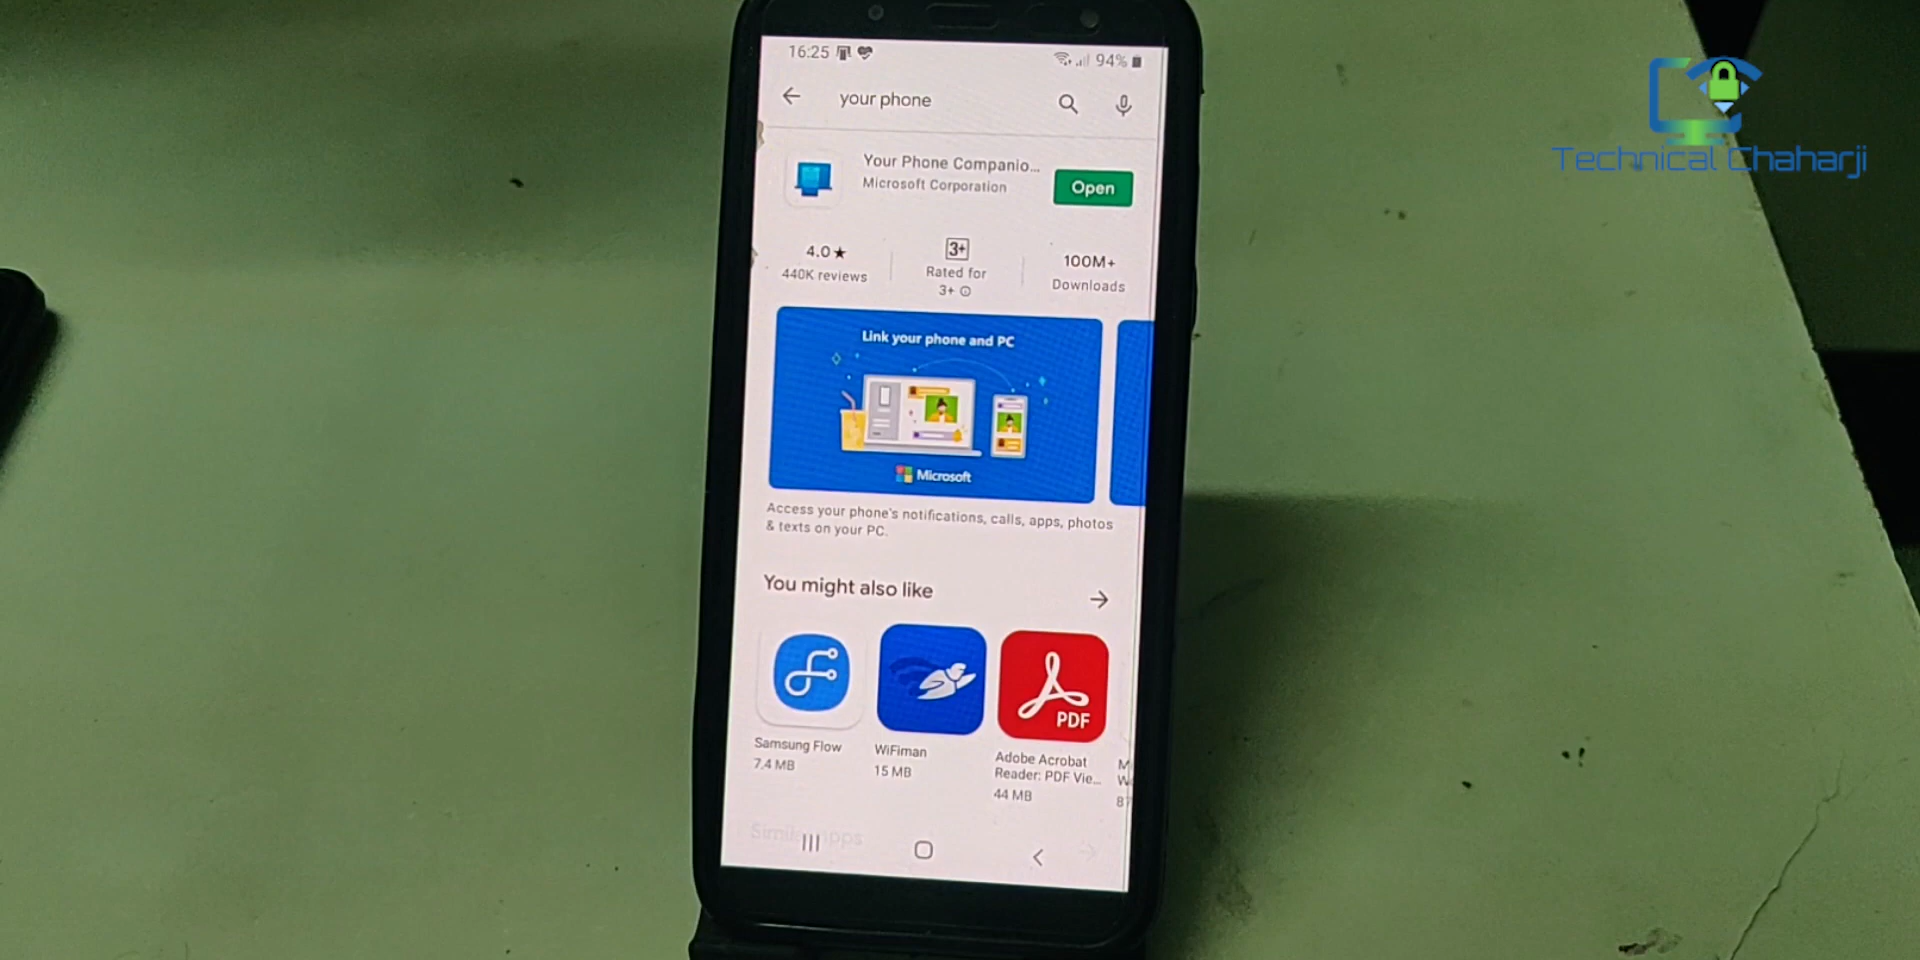 16:25
94%
Technical Chaharji
your phone
Your Phone Companio...
Microsoft Corporation
Open
4.0★
440K reviews
3+
Rated for
3+
100M+
Downloads
Link your phone and PC
Microsoft
Access your phone's notifications, calls, apps, photos
& texts on your PC.
You might also like
Samsung Flow
7.4 MB
WiFiman
15 MB
Adobe Acrobat
Reader: PDF Vie...
44 MB
PDF
Similar apps